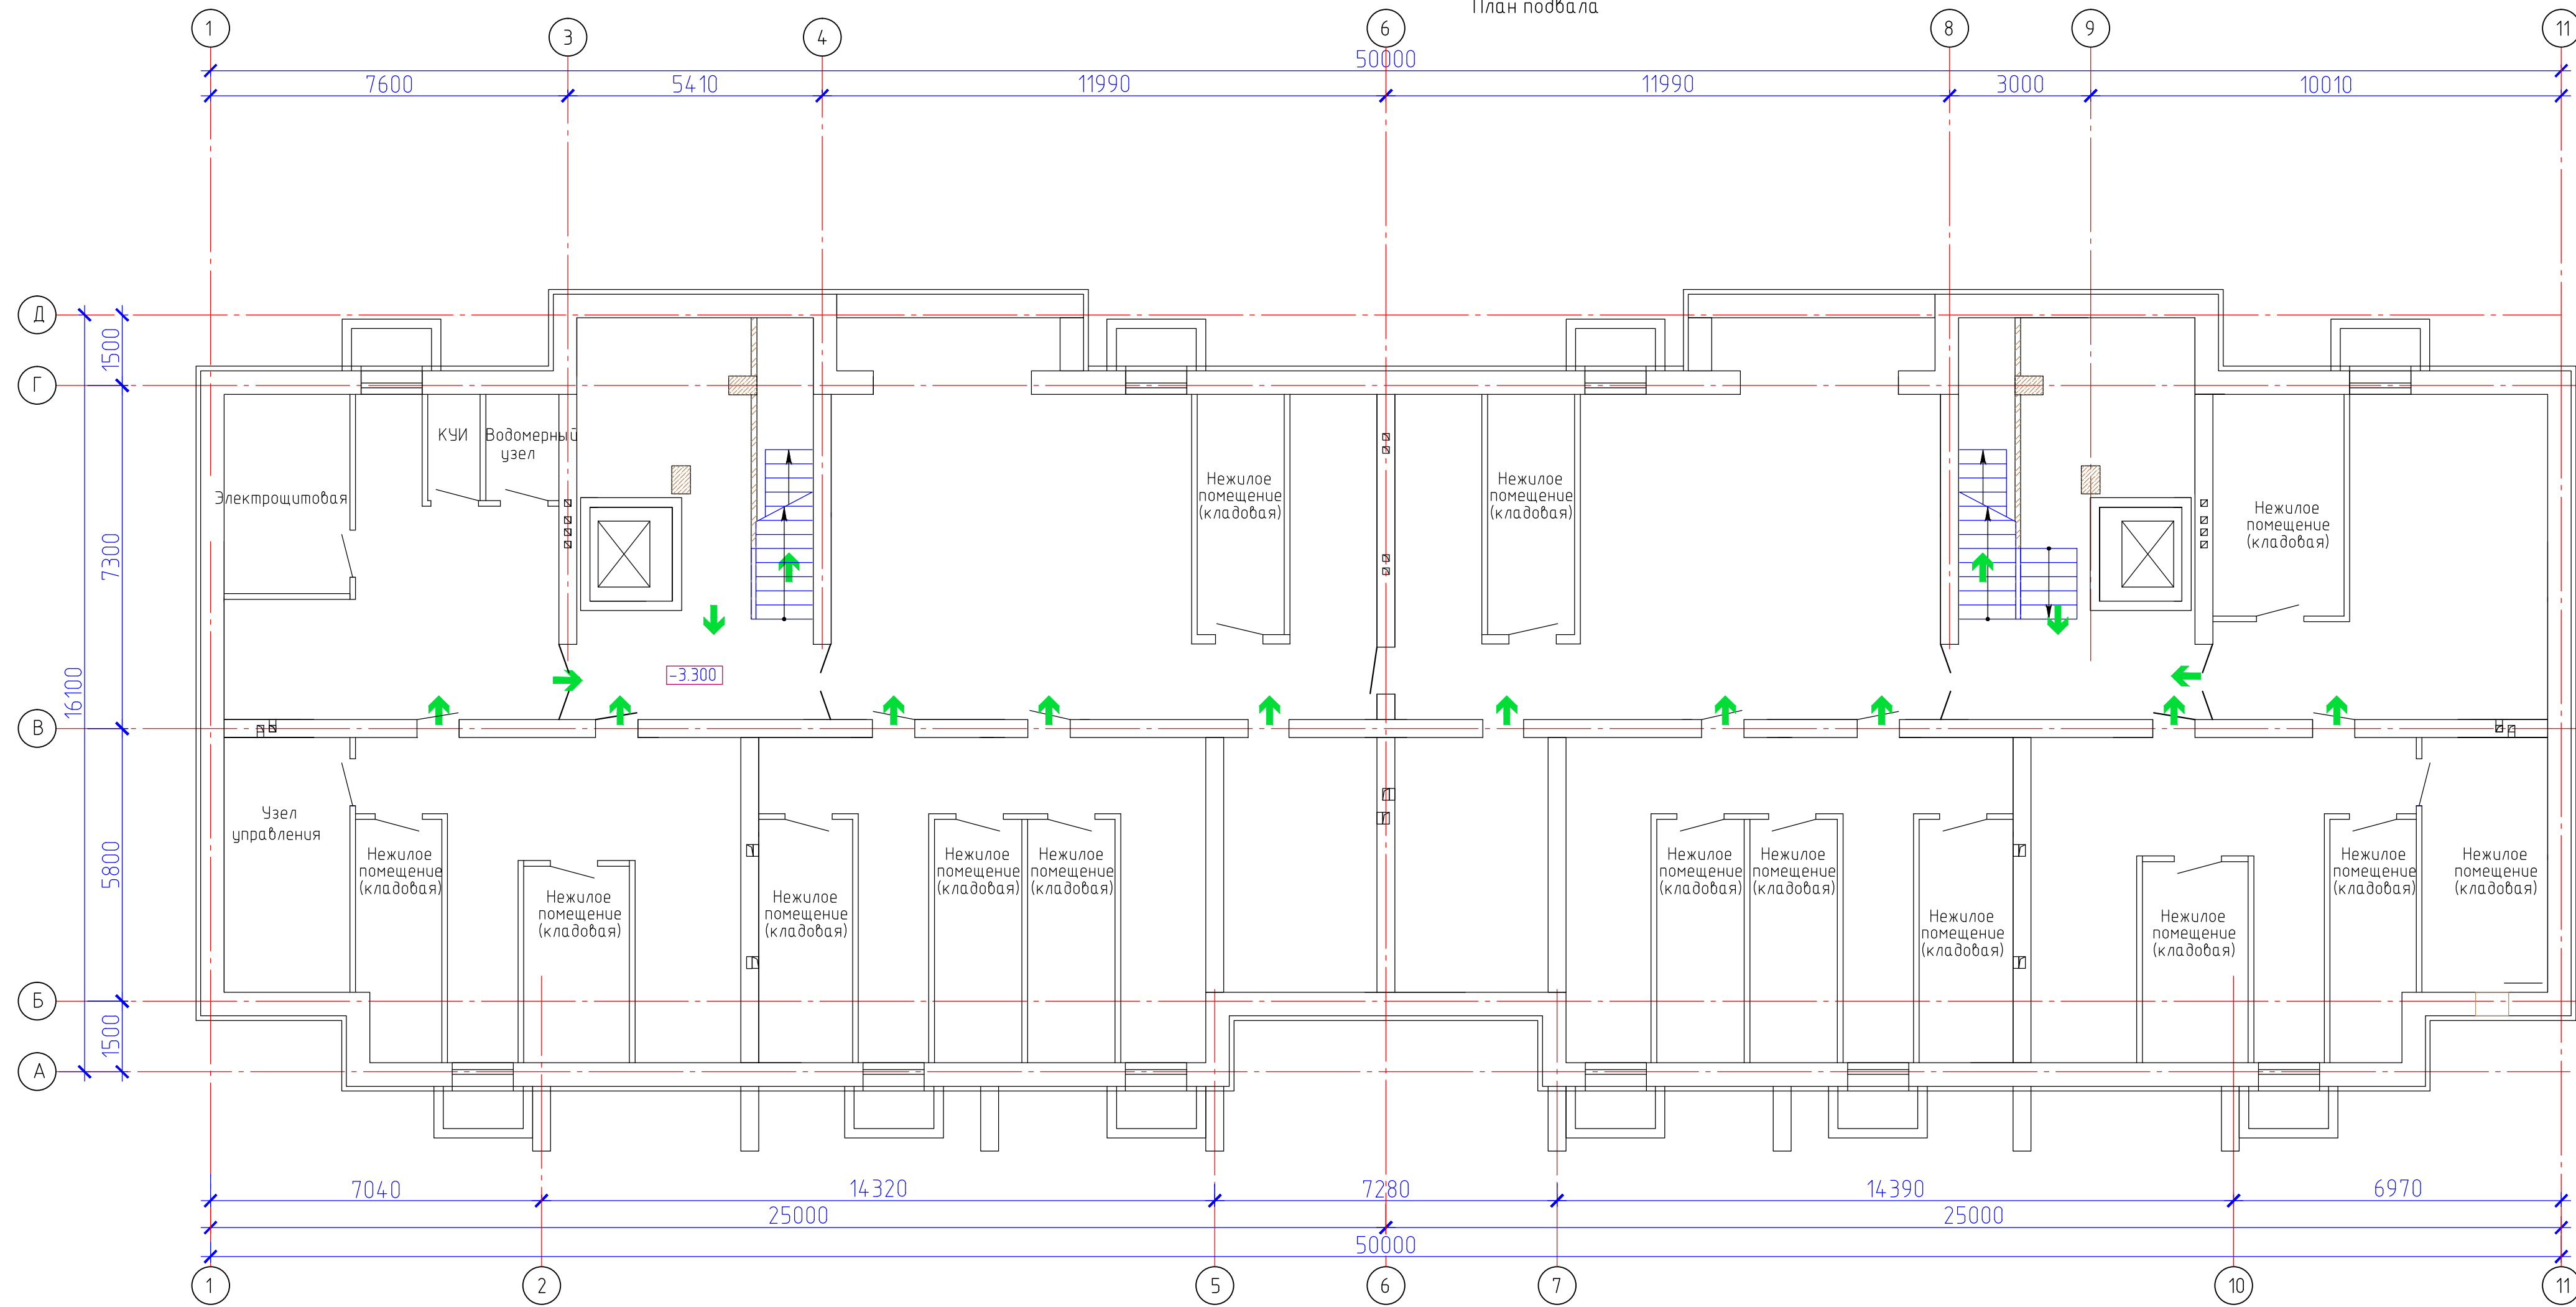 План подвала
1
3
4
6
8
9
11
50000
7600
5410
11990
11990
3000
10010
Д
Г
В
Б
А
1500
7300
16100
5800
1500
КУИ
Водомерный
узел
Электрощитовая
Нежилое
помещение
(кладовая)
Нежилое
помещение
(кладовая)
Нежилое
помещение
(кладовая)
-3.300
Узел
управления
Нежилое
помещение
(кладовая)
Нежилое
помещение
(кладовая)
Нежилое
помещение
(кладовая)
Нежилое
помещение
(кладовая)
Нежилое
помещение
(кладовая)
Нежилое
помещение
(кладовая)
Нежилое
помещение
(кладовая)
Нежилое
помещение
(кладовая)
Нежилое
помещение
(кладовая)
Нежилое
помещение
(кладовая)
Нежилое
помещение
(кладовая)
7040
14320
7280
14390
6970
25000
25000
50000
1
2
5
6
7
10
11